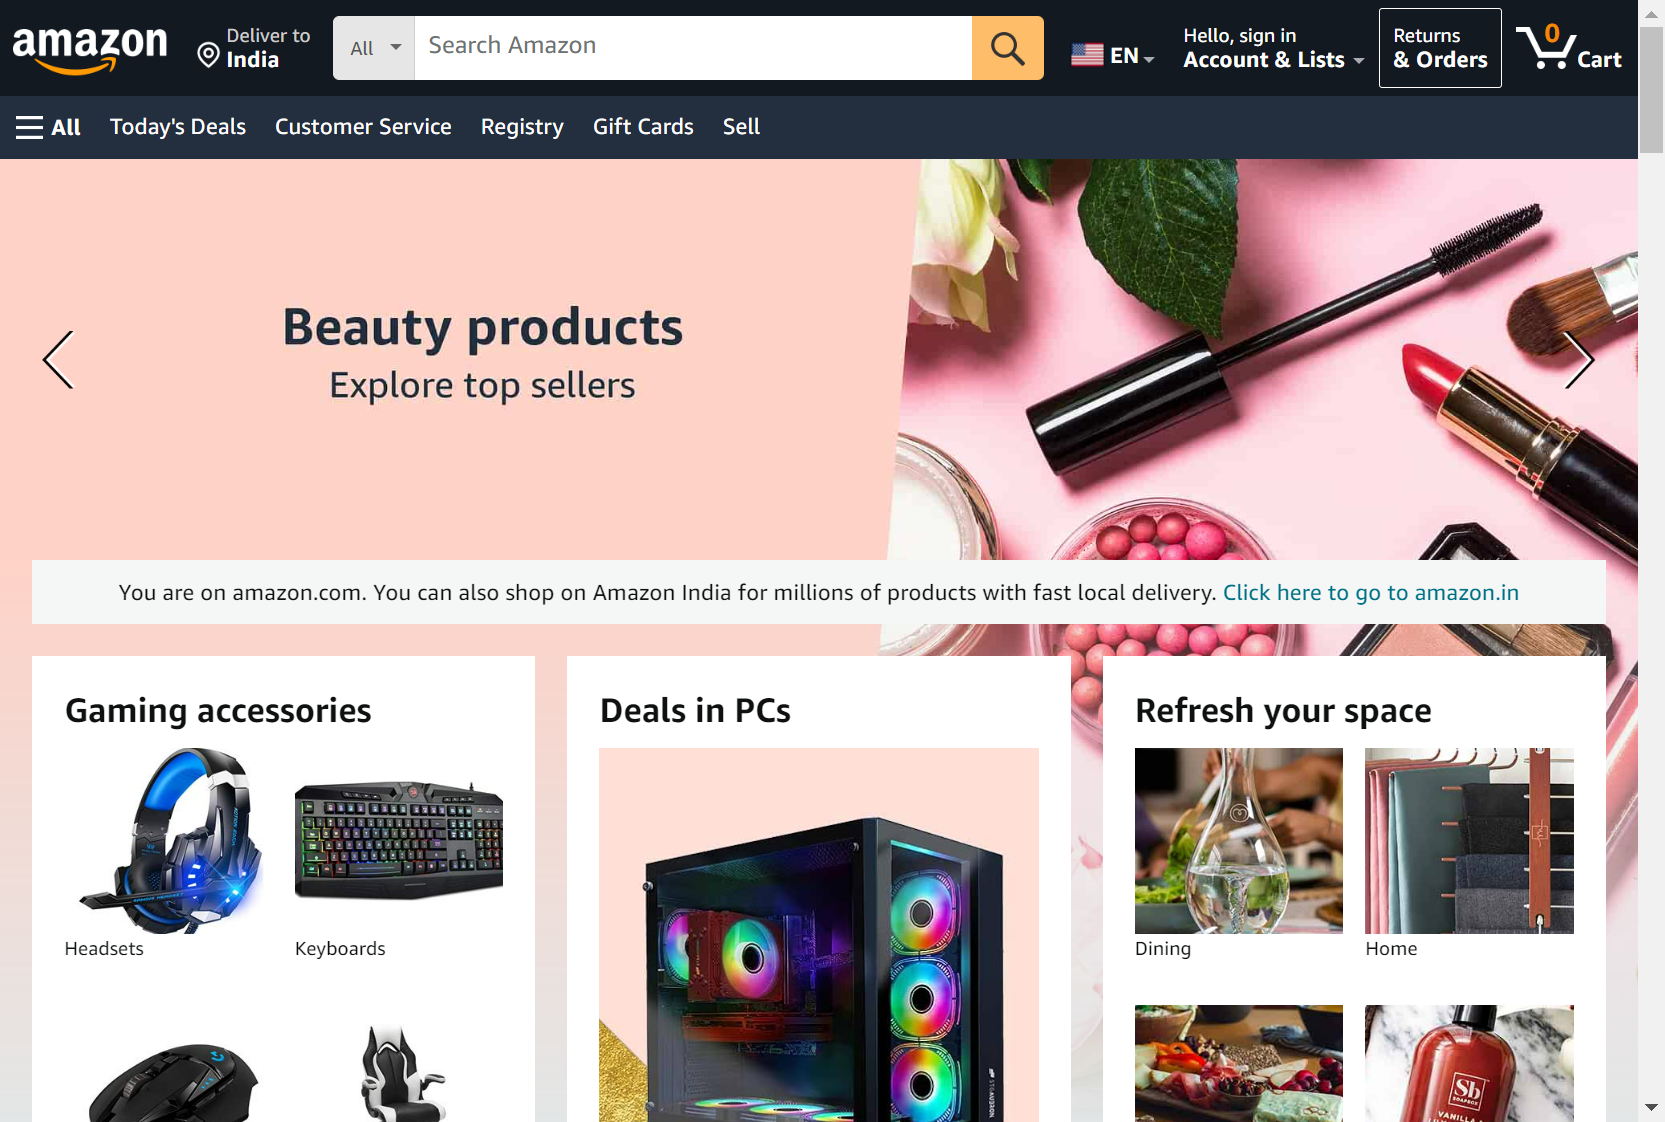 amazon
Deliver to
India
All
Search Amazon
EN
Hello, sign in
Account & Lists
Returns
& Orders
0
Cart
All
Today's Deals
Customer Service
Registry
Gift Cards
Sell
Beauty products
Explore top sellers
You are on amazon.com. You can also shop on Amazon India for millions of products with fast local delivery. Click here to go to amazon.in
Gaming accessories
Headsets
Keyboards
Deals in PCs
Refresh your space
Dining
Home
Sb
SOAPBOX
VANILLA